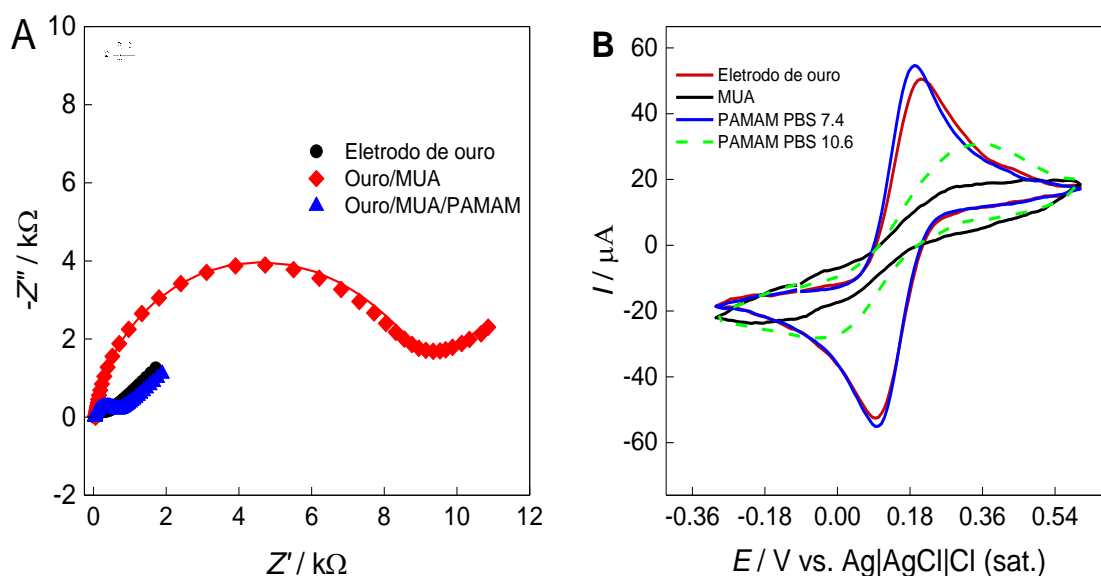 A
10
8
6
4
2
0
-2
-Z'' / kΩ
Eletrodo de ouro
Ouro/MUA
Ouro/MUA/PAMAM
0 2 4 6 8 10 12
Z' / kΩ
B
60
40
20
0
-20
-40
-60
I / µA
Eletrodo de ouro
MUA
PAMAM PBS 7.4
PAMAM PBS 10.6
-0.36 -0.18 0.00 0.18 0.36 0.54
E / V vs. Ag|AgCl|Cl (sat.)